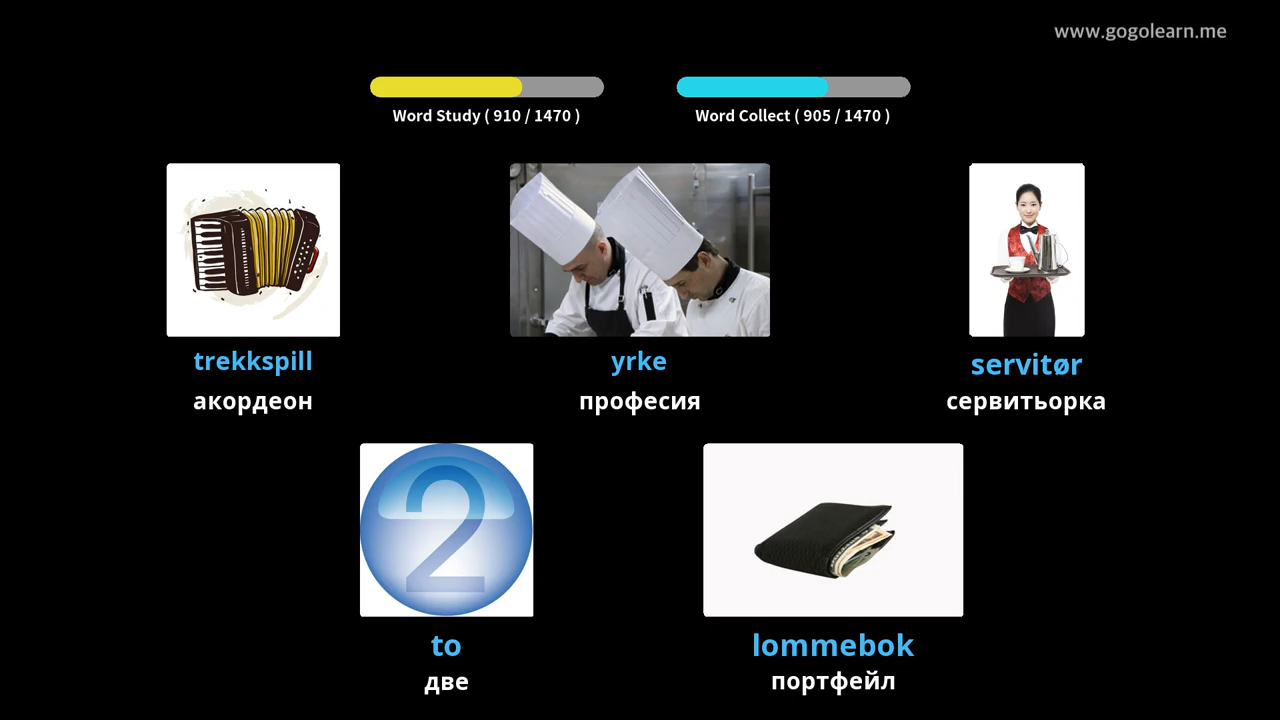 www.gogolearn.me
Word Study ( 910 / 1470 )
Word Collect ( 905 / 1470 )
trekkspill
акордеон
yrke
професия
servitør
сервитьорка
2
to
две
lommebok
портфейл